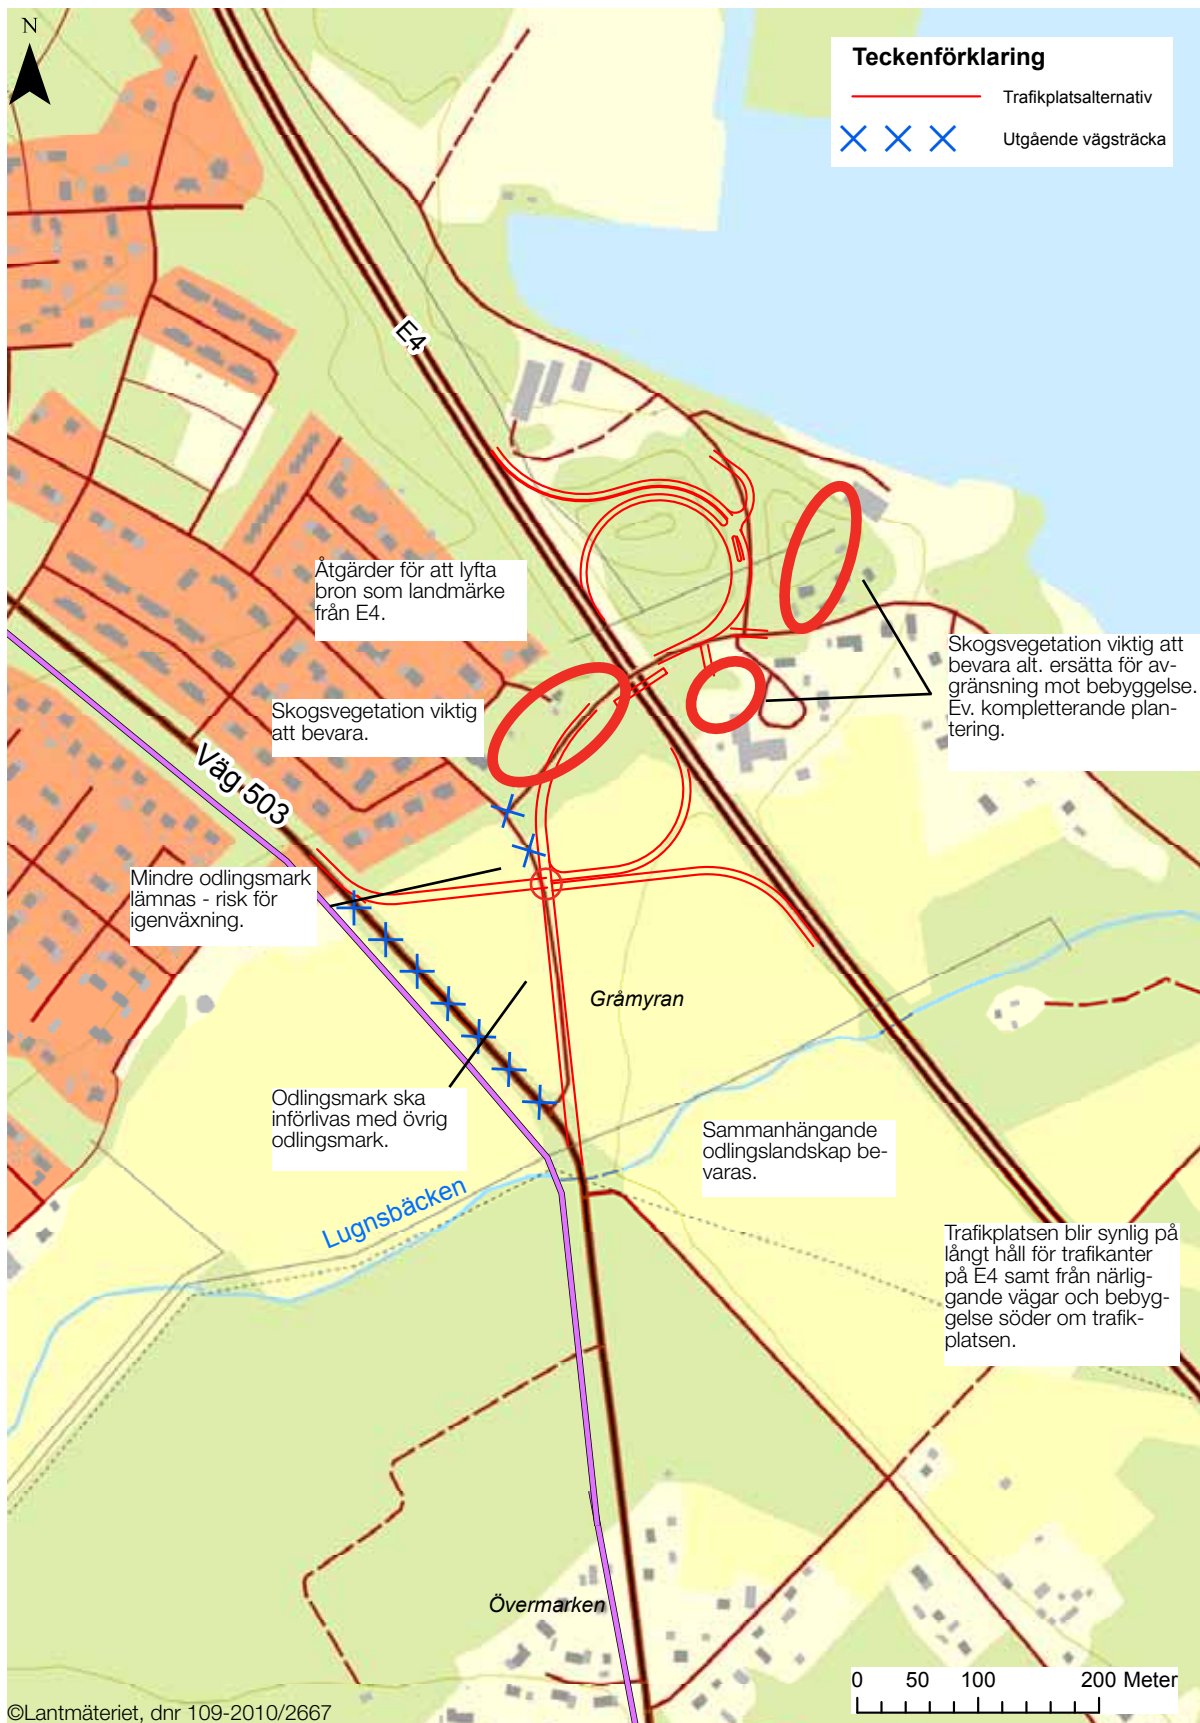 N
Teckenförklaring
Trafikplatsalternativ
Utgående vägsträcka
E4
Åtgärder för att lyfta
bron som landmärke
från E4.
Skogsvegetation viktig att
bevara alt. ersätta för av-
gränsning mot bebyggelse.
Ev. kompletterande plan-
tering.
Skogsvegetation viktig
att bevara.
Väg 503
Mindre odlingsmark
lämnas - risk för
igenväxning.
Gråmyran
Odlingsmark ska
införlivas med övrig
odlingsmark.
Sammanhängande
odlingslandskap be-
varas.
Lugnsbäcken
Trafikplatsen blir synlig på
långt håll för trafikanter
på E4 samt från närlig-
gande vägar och bebyg-
gelse söder om trafik-
platsen.
Övermarken
0 50 100 200 Meter
©Lantmäteriet, dnr 109-2010/2667